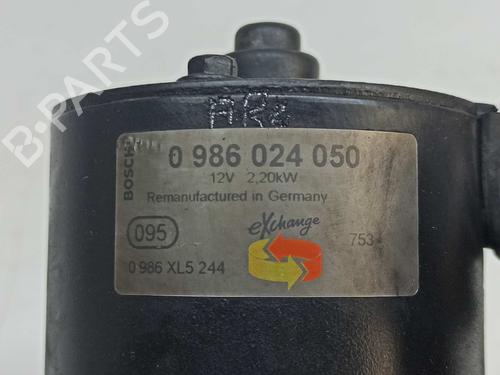 B-PARTS
BOSCH
0 986 024 050
12V 2,20kW
Remanufactured in Germany
095
eXchange
753
0 986 XL5 244